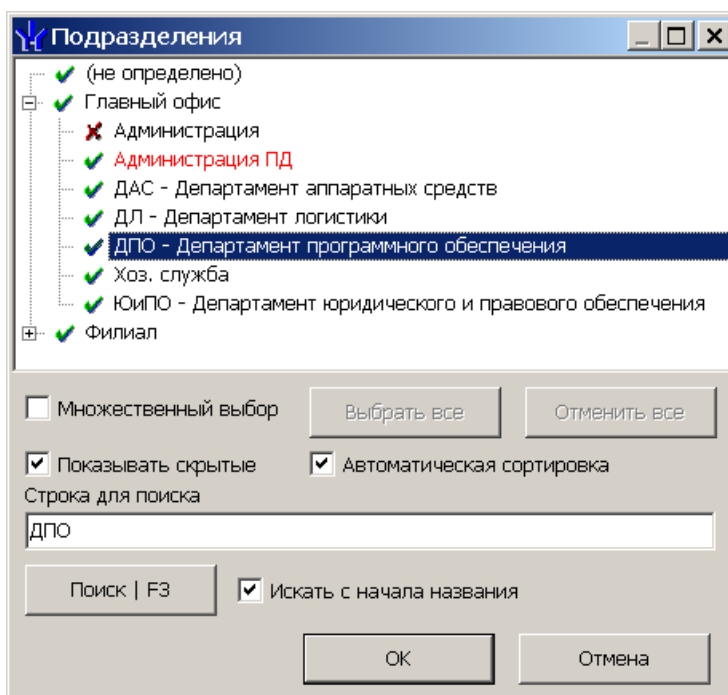 Подразделения
(не определено)
Главный офис
Администрация
Администрация ПД
ДАС - Департамент аппаратных средств
ДЛ - Департамент логистики
ДПО - Департамент программного обеспечения
Хоз. служба
ЮиПО - Департамент юридического и правового обеспечения
Филиал
Множественный выбор
Выбрать все
Отменить все
Показывать скрытые
Автоматическая сортировка
Строка для поиска
ДПО
Поиск | F3
Искать с начала названия
ОК
Отмена